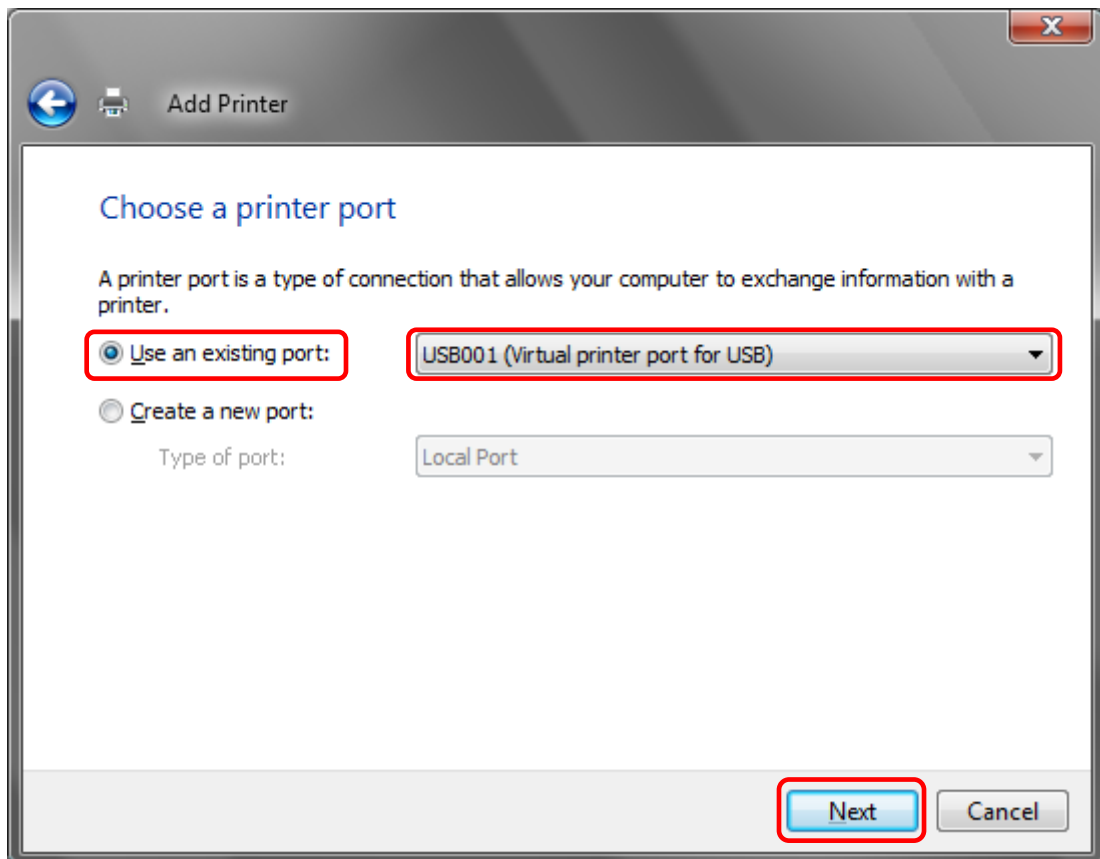 Add Printer
Choose a printer port
A printer port is a type of connection that allows your computer to exchange information with a
printer.
Use an existing port: USB001 (Virtual printer port for USB)
Create a new port:
Type of port: Local Port
Next Cancel